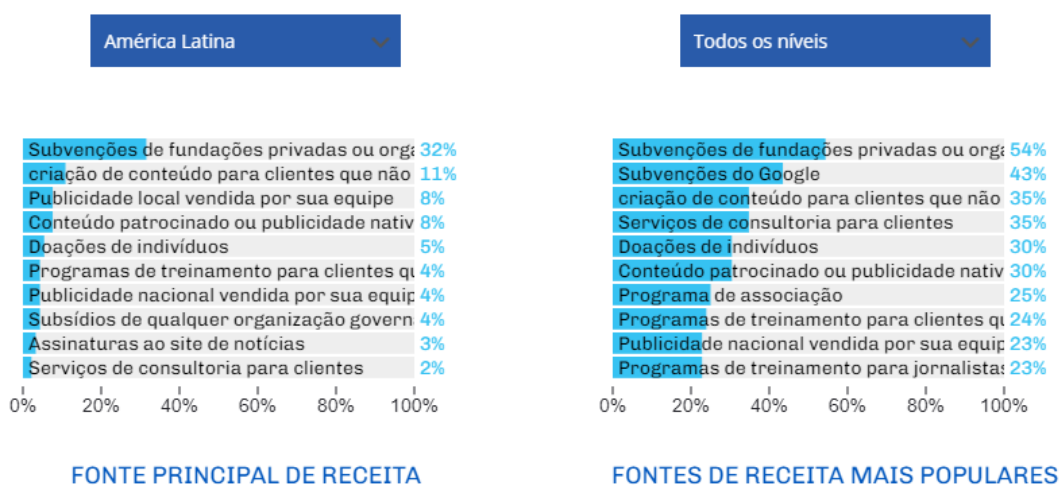 América Latina
Subvenções de fundações privadas ou orga 32%
criação de conteúdo para clientes que não 11%
Publicidade local vendida por sua equipe 8%
Conteúdo patrocinado ou publicidade nativ 8%
Doações de indivíduos 5%
Programas de treinamento para clientes qu 4%
Publicidade nacional vendida por sua equip 4%
Subsídios de qualquer organização govern 4%
Assinaturas ao site de notícias 3%
Serviços de consultoria para clientes 2%
0% 20% 40% 60% 80% 100%
FONTE PRINCIPAL DE RECEITA
Todos os níveis
Subvenções de fundações privadas ou orga 54%
Subvenções do Google 43%
criação de conteúdo para clientes que não 35%
Serviços de consultoria para clientes 35%
Doações de indivíduos 30%
Conteúdo patrocinado ou publicidade nativ 30%
Programa de associação 25%
Programas de treinamento para clientes qu 24%
Publicidade nacional vendida por sua equip 23%
Programas de treinamento para jornalistas 23%
0% 20% 40% 60% 80% 100%
FONTES DE RECEITA MAIS POPULARES